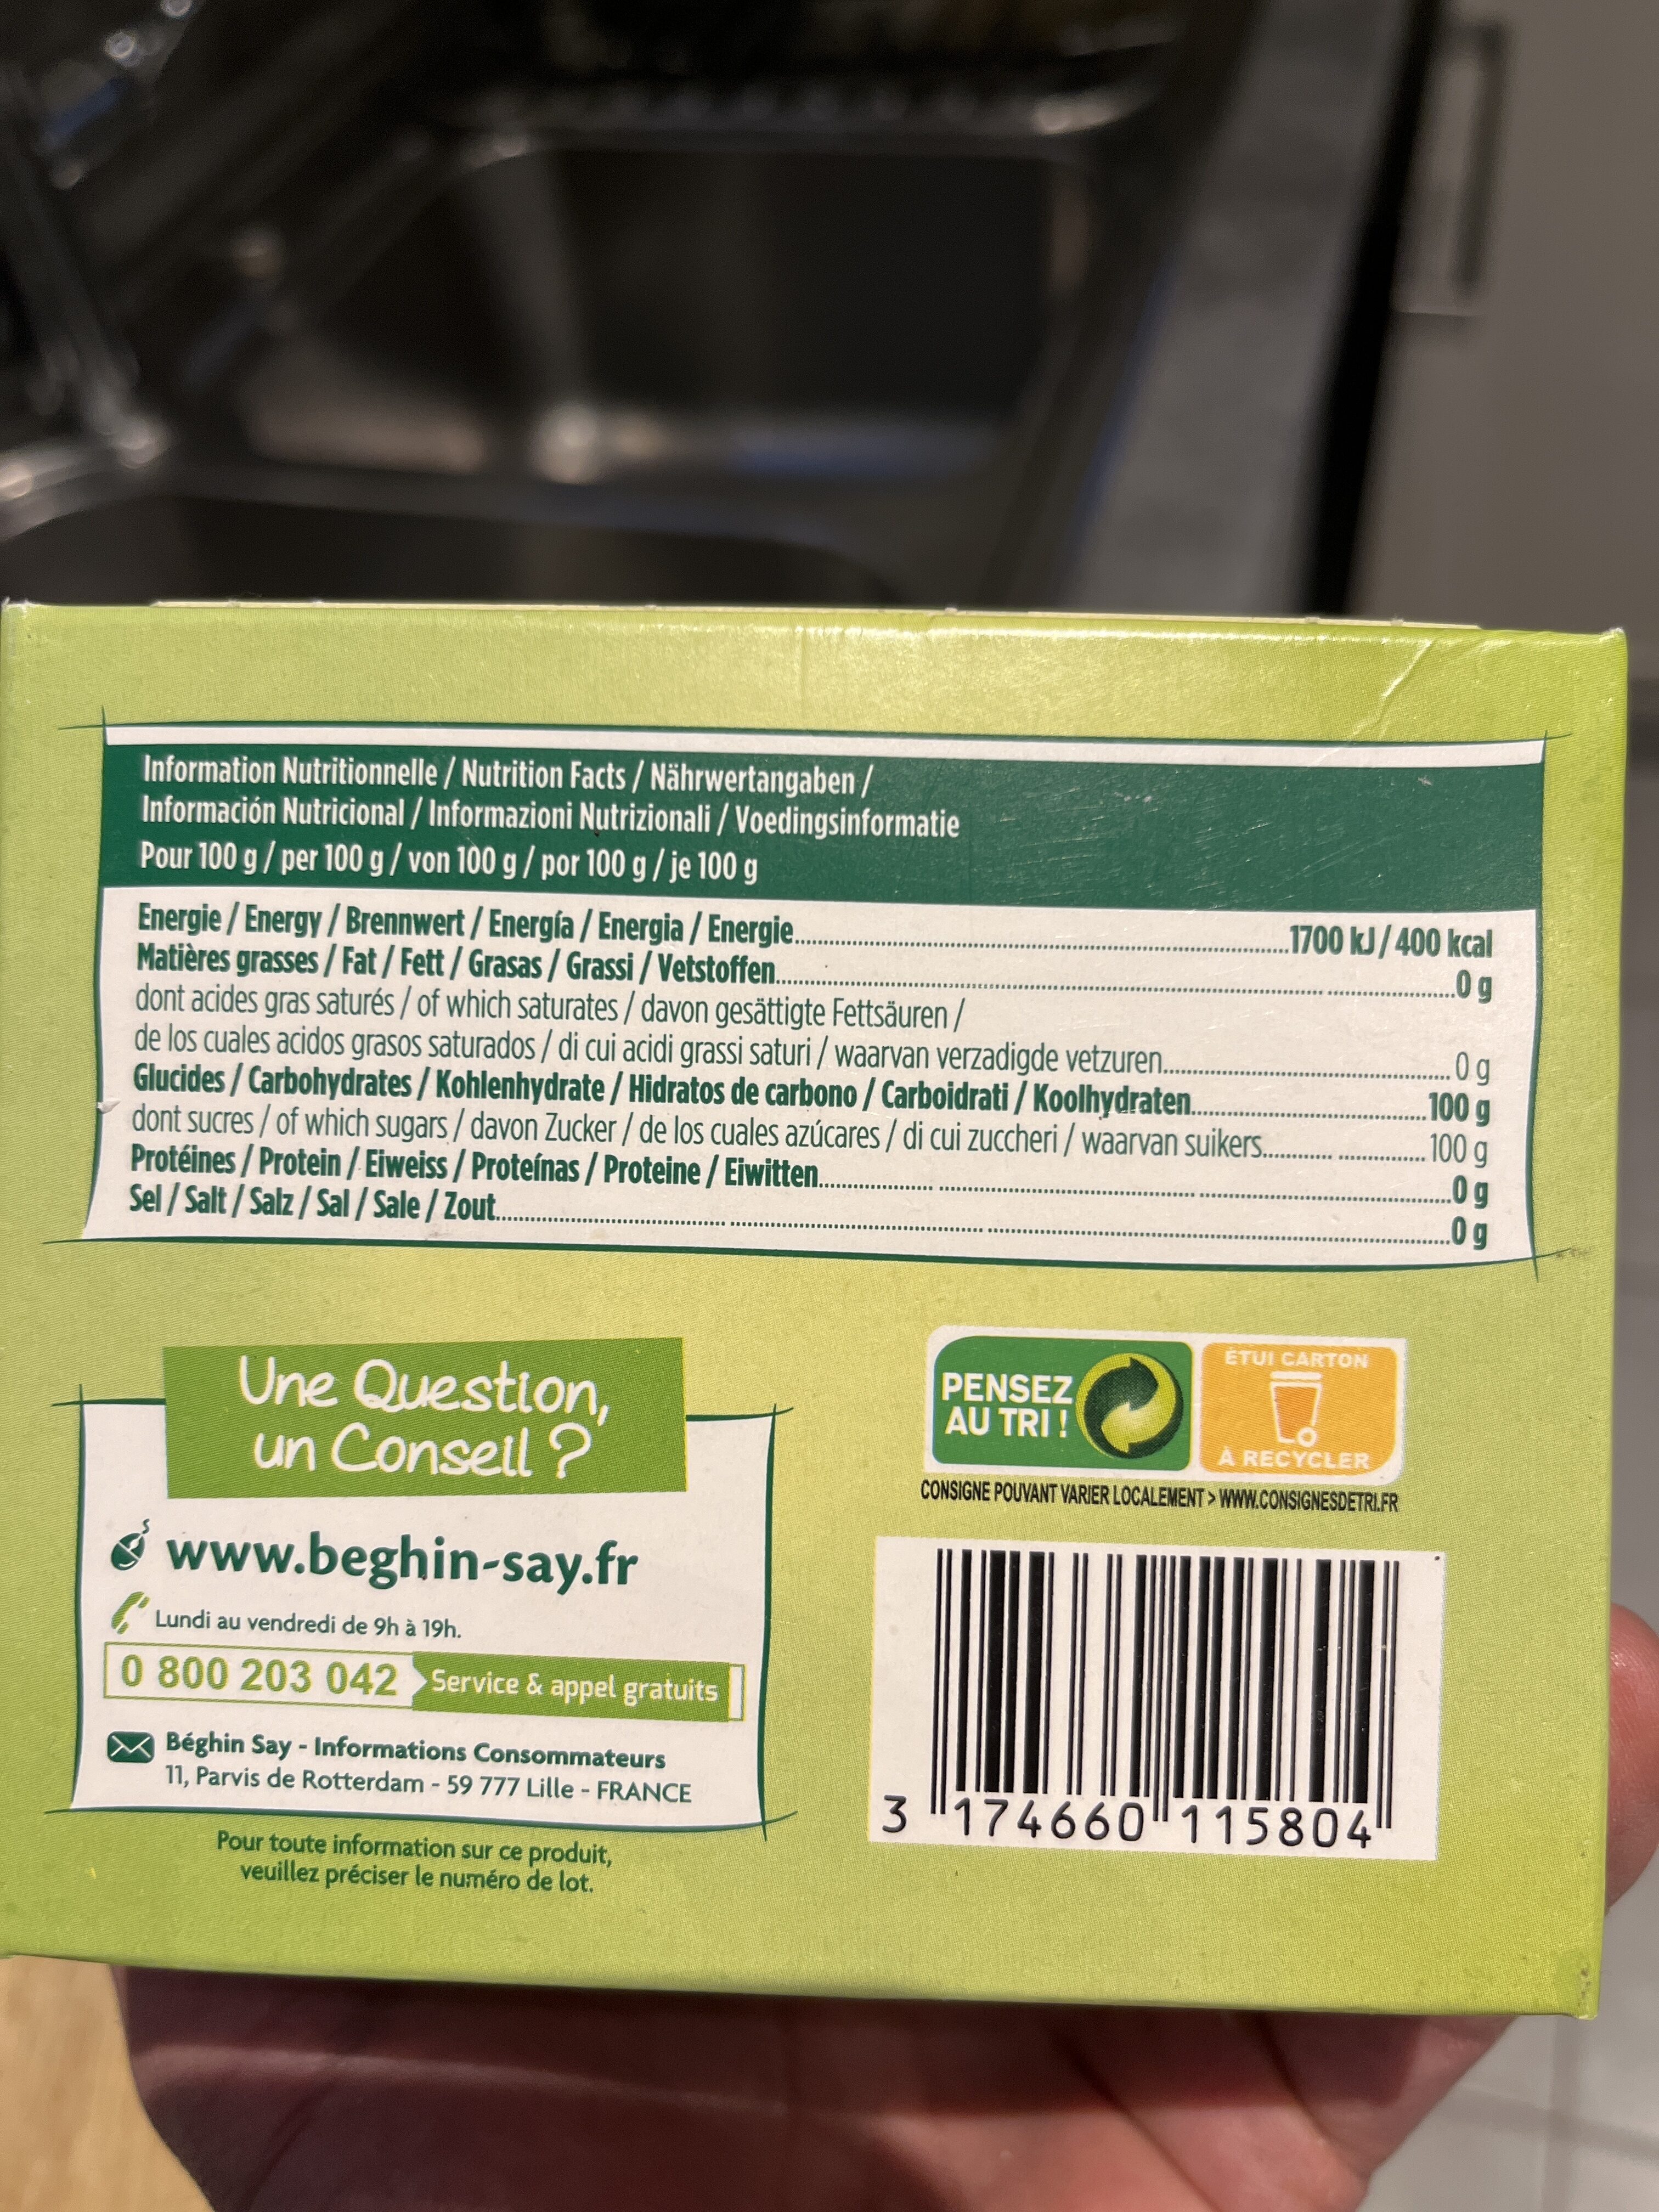 Information Nutritionnelle / Nutrition Facts / Nährwertangaben /
Información Nutricional / Informazioni Nutrizionali / Voedingsinformatie
Pour 100 g / per 100 g / von 100 g / por 100 g / je 100 g
Energie / Energy / Brennwert / Energía / Energia / Energie 1700 kJ / 400 kcal
Matières grasses / Fat / Fett / Grasas / Grassi / Vetstoffen 0 g
dont acides gras saturés / of which saturates / davon gesättigte Fettsäuren /
de los cuales acidos grasos saturados / di cui acidi grassi saturi / waarvan verzadigde vetzuren 0 g
Glucides / Carbohydrates / Kohlenhydrate / Hidratos de carbono / Carboidrati / Koolhydraten 100 g
dont sucres / of which sugars / davon Zucker / de los cuales azúcares / di cui zuccheri / waarvan suikers 100 g
Protéines / Protein / Eiweiss / Proteínas / Proteine / Eiwitten 0 g
Sel / Salt / Salz / Sal / Sale / Zout 0 g
Une Question,
un Conseil ?
www.beghin-say.fr
Lundi au vendredi de 9h à 19h.
0 800 203 042 Service & appel gratuits
Béghin Say - Informations Consommateurs
11, Parvis de Rotterdam - 59 777 Lille - FRANCE
Pour toute information sur ce produit,
veuillez préciser le numéro de lot.
PENSEZ
AU TRI !
ÉTUI CARTON
À RECYCLER
CONSIGNE POUVANT VARIER LOCALEMENT > WWW.CONSIGNESDETRI.FR
3 174660 115804